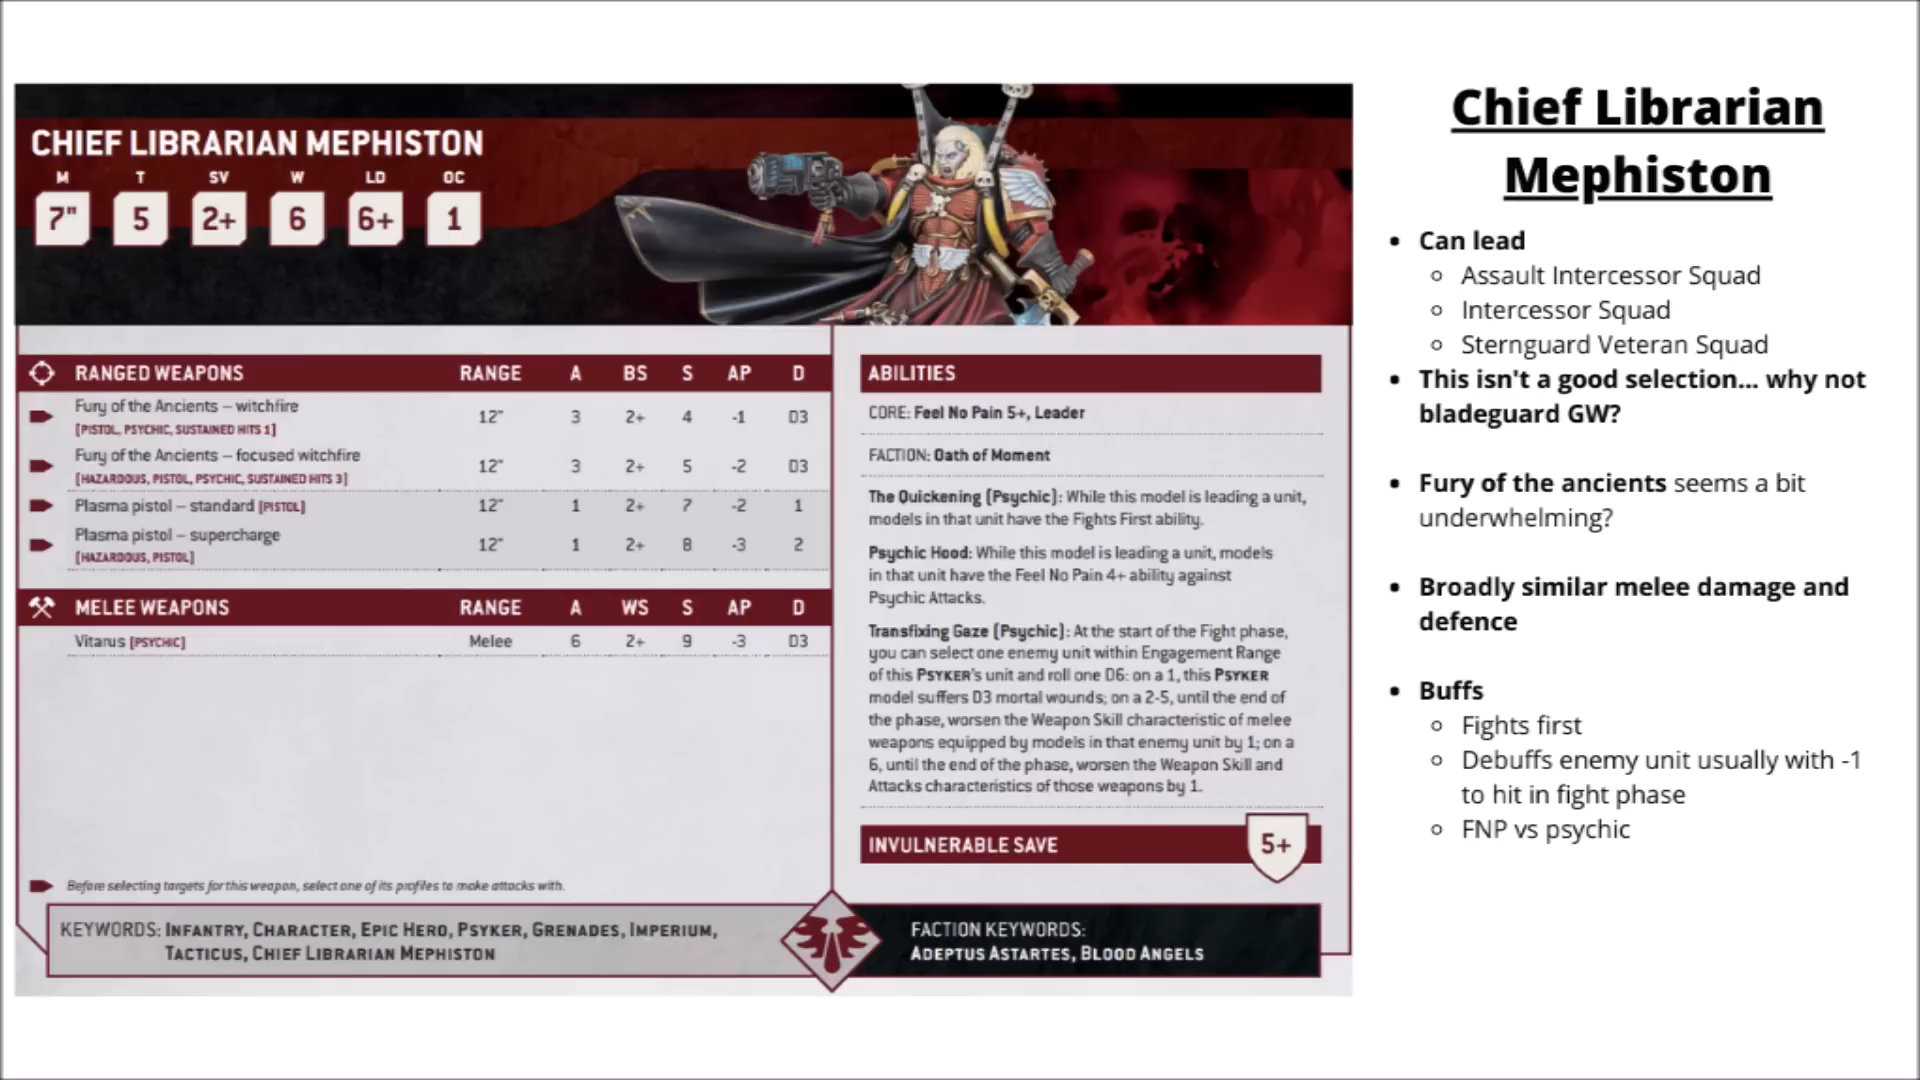 CHIEF LIBRARIAN MEPHISTON
M T SV W LD OC
7" 5 2+ 6 6+ 1
RANGED WEAPONS RANGE A BS S AP D
Fury of the Ancients – witchfire
[PISTOL, PSYCHIC, SUSTAINED HITS 1] 12" 3 2+ 4 -1 D3
Fury of the Ancients – focused witchfire
[HAZARDOUS, PISTOL, PSYCHIC, SUSTAINED HITS 3] 12" 3 2+ 5 -2 D3
Plasma pistol – standard [PISTOL] 12" 1 2+ 7 -2 1
Plasma pistol – supercharge
[HAZARDOUS, PISTOL] 12" 1 2+ 8 -3 2
MELEE WEAPONS RANGE A WS S AP D
Vitarus [PSYCHIC] Melee 6 2+ 9 -3 D3
Before selecting targets for this weapon, select one of its profiles to make attacks with.
KEYWORDS: INFANTRY, CHARACTER, EPIC HERO, PSYKER, GRENADES, IMPERIUM,
TACTICUS, CHIEF LIBRARIAN MEPHISTON
ABILITIES
CORE: Feel No Pain 5+, Leader
FACTION: Oath of Moment
The Quickening (Psychic): While this model is leading a unit,
models in that unit have the Fights First ability.
Psychic Hood: While this model is leading a unit, models
in that unit have the Feel No Pain 4+ ability against
Psychic Attacks.
Transfixing Gaze (Psychic): At the start of the Fight phase,
you can select one enemy unit within Engagement Range
of this PSYKER's unit and roll one D6: on a 1, this PSYKER
model suffers D3 mortal wounds; on a 2-5, until the end of
the phase, worsen the Weapon Skill characteristic of melee
weapons equipped by models in that enemy unit by 1; on a
6, until the end of the phase, worsen the Weapon Skill and
Attacks characteristics of those weapons by 1.
INVULNERABLE SAVE 5+
FACTION KEYWORDS:
ADEPTUS ASTARTES, BLOOD ANGELS
Chief Librarian
Mephiston
• Can lead
◦ Assault Intercessor Squad
◦ Intercessor Squad
◦ Sternguard Veteran Squad
• This isn't a good selection... why not
bladeguard GW?
• Fury of the ancients seems a bit
underwhelming?
• Broadly similar melee damage and
defence
• Buffs
◦ Fights first
◦ Debuffs enemy unit usually with -1
to hit in fight phase
◦ FNP vs psychic